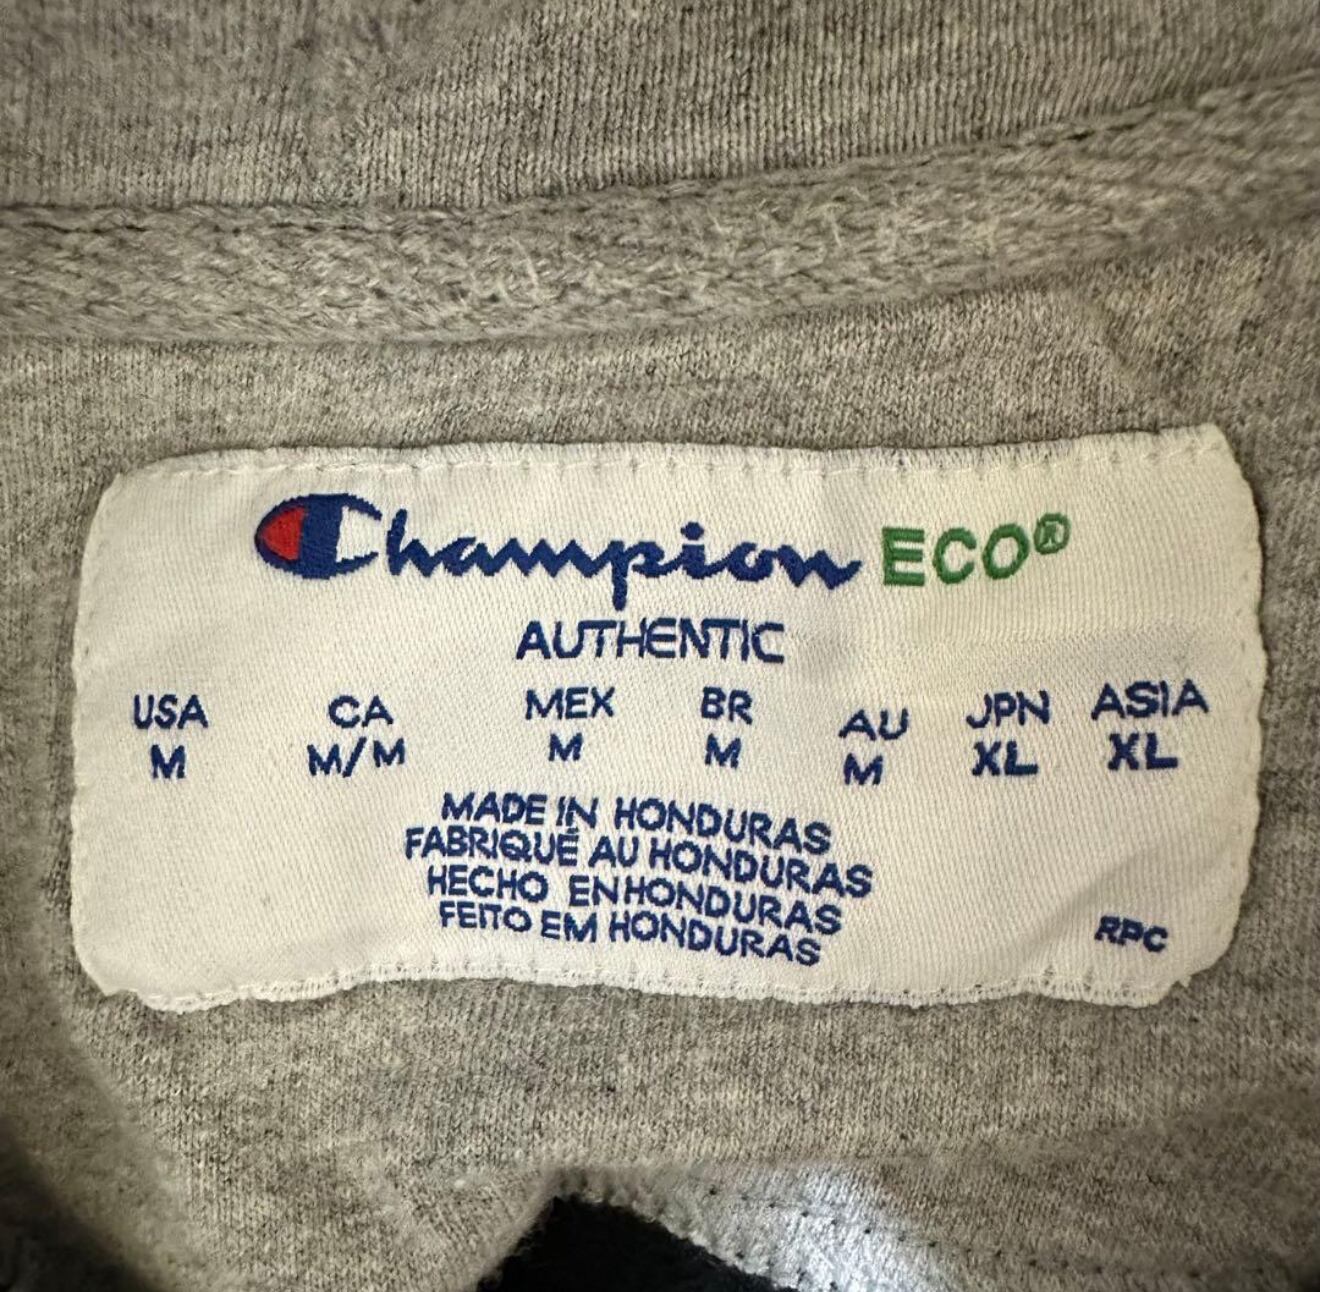 Champion ECO®
AUTHENTIC
USA CA MEX BR AU JPN ASIA
M M/M M M M XL XL
MADE IN HONDURAS
FABRIQUÉ AU HONDURAS
HECHO EN HONDURAS
FEITO EM HONDURAS
RPC